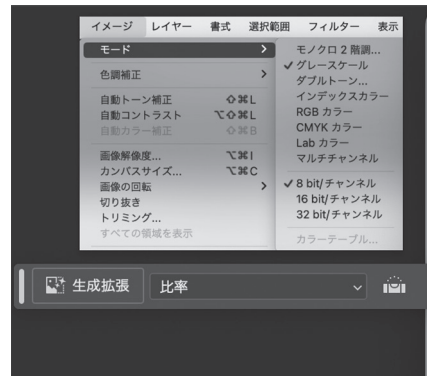 イメージ レイヤー 書式 選択範囲 フィルター 表示
モード >
色調補正 >
自動トーン補正 ⇧⌘L
自動コントラスト ⌥⇧⌘L
自動カラー補正 ⇧⌘B
画像解像度... ⌥⌘I
カンバスサイズ... ⌥⌘C
画像の回転 >
切り抜き
トリミング...
すべての領域を表示
モノクロ 2 階調...
✓ グレースケール
ダブルトーン...
インデックスカラー
RGB カラー
CMYK カラー
Lab カラー
マルチチャンネル
✓ 8 bit/チャンネル
16 bit/チャンネル
32 bit/チャンネル
カラーテーブル...
生成拡張 比率